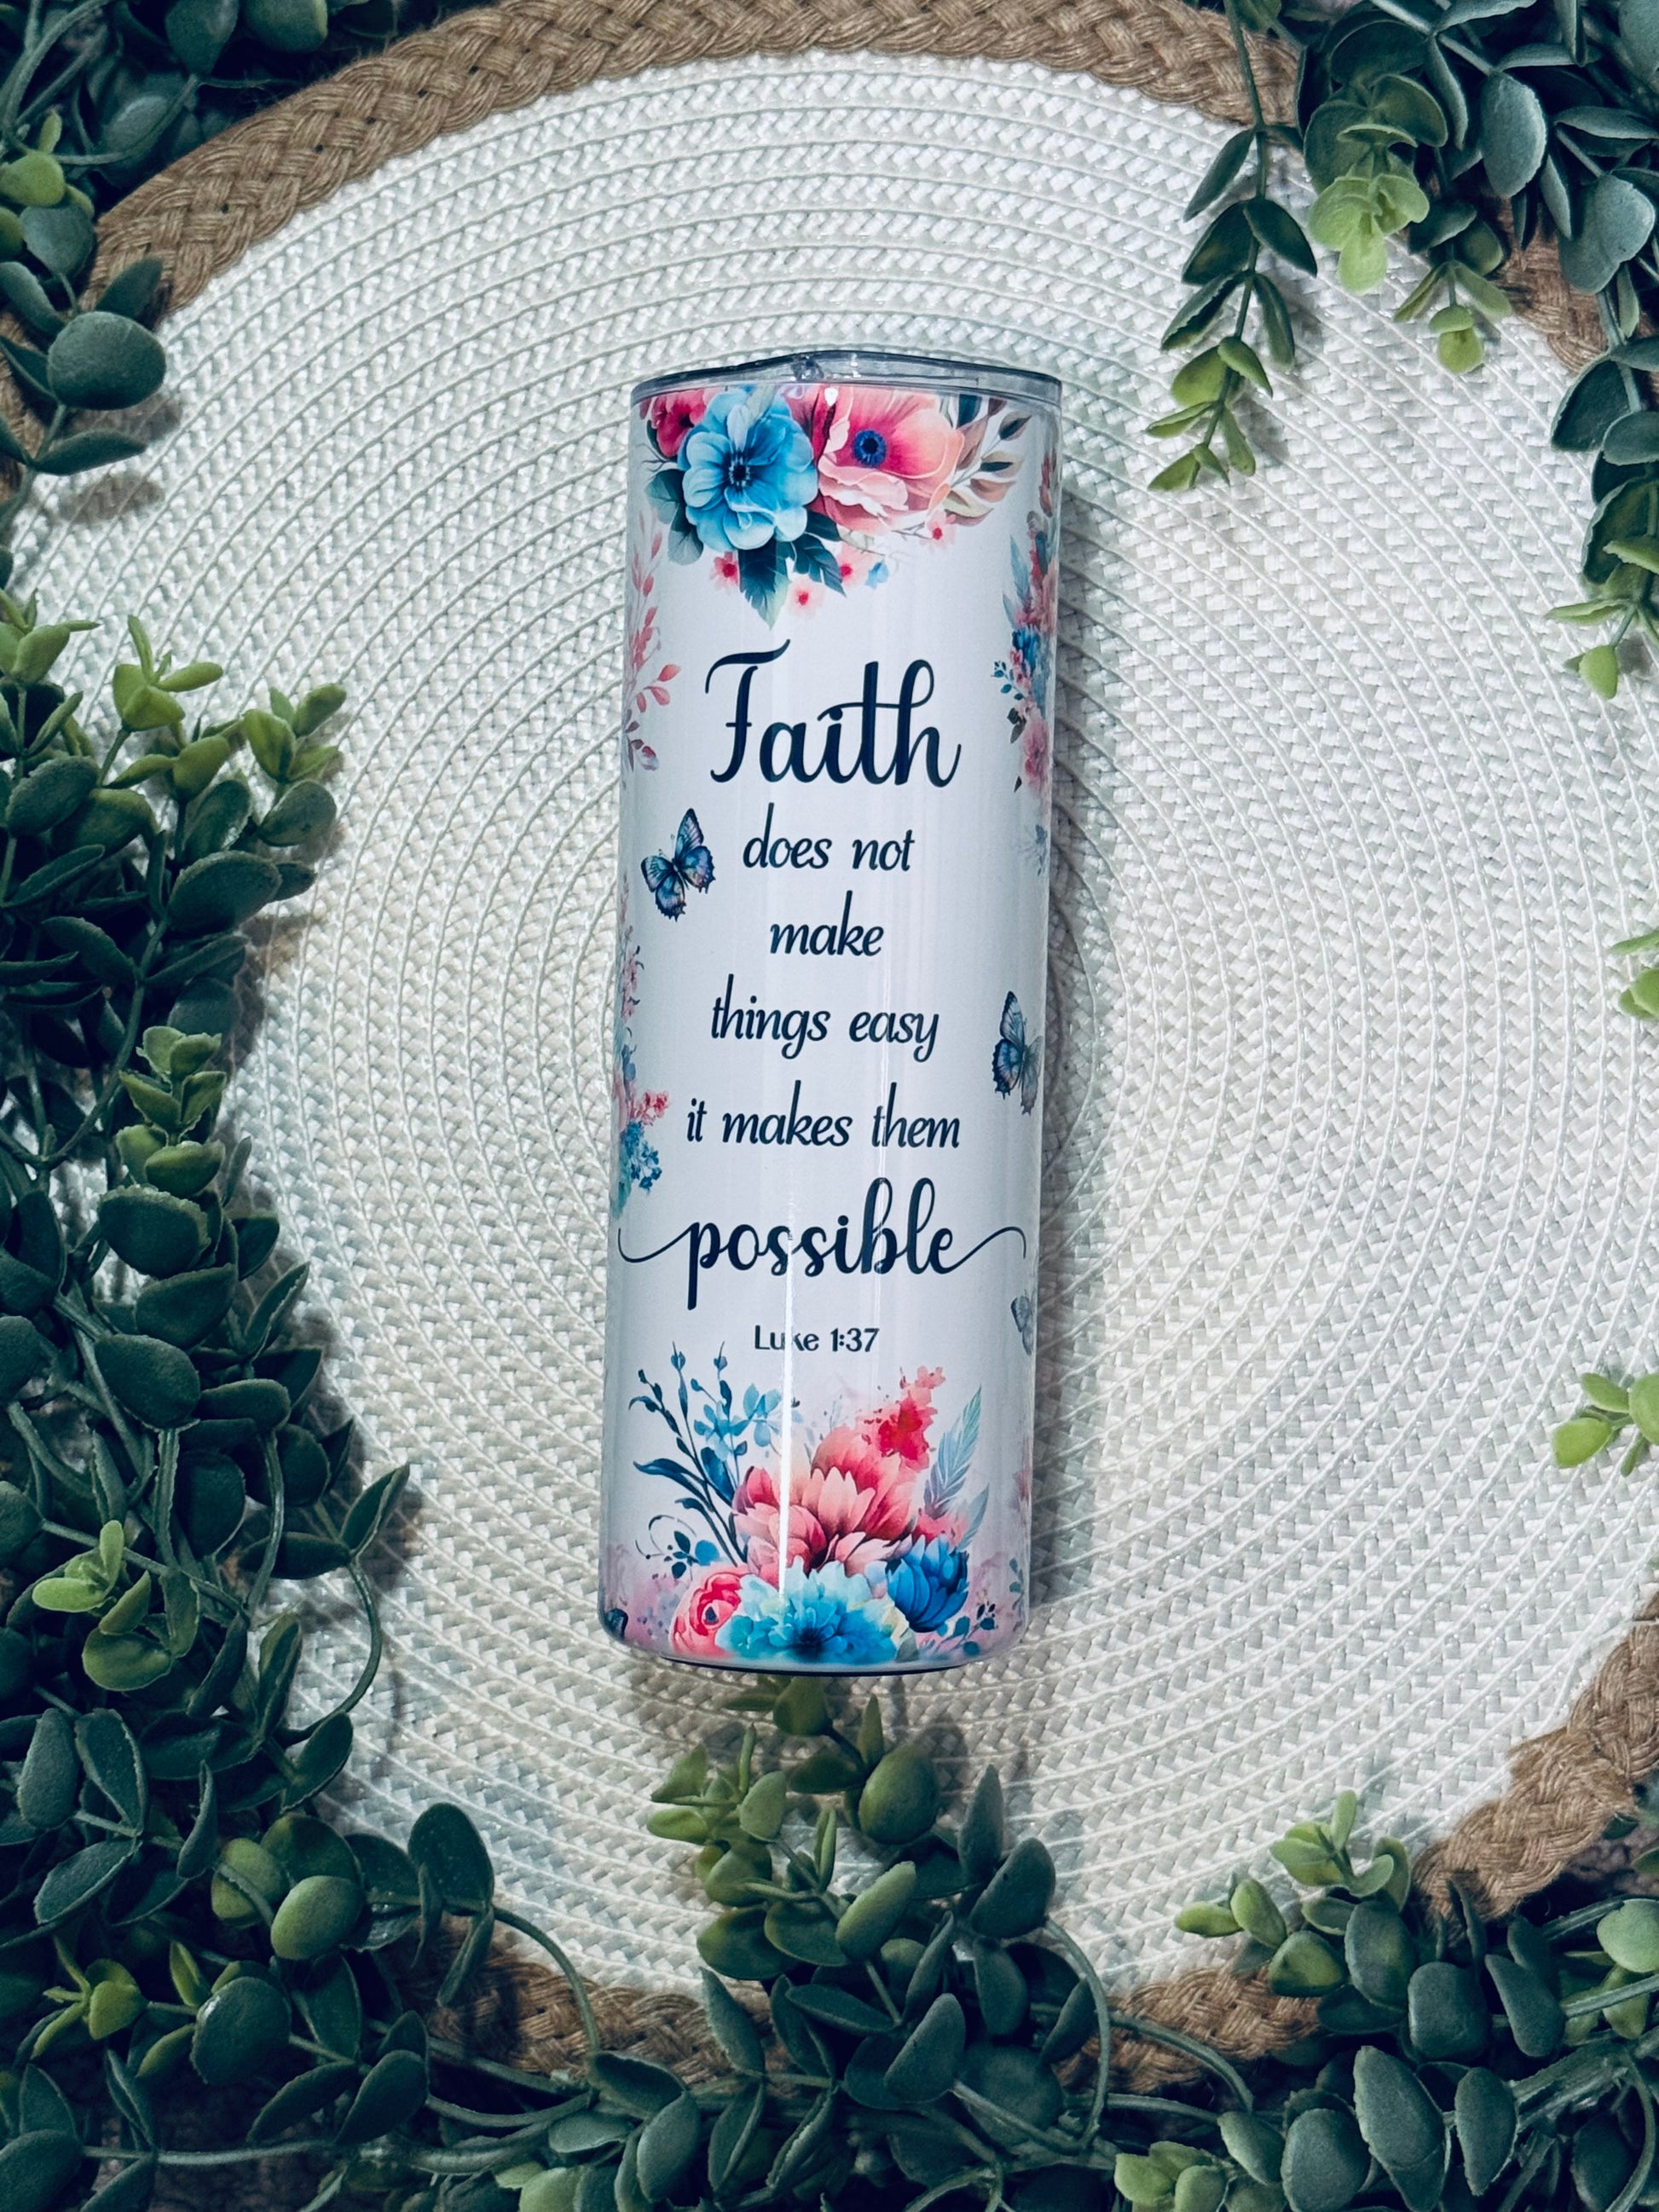 Faith
does not
make
things easy
it makes them
possible
Luke 1:37